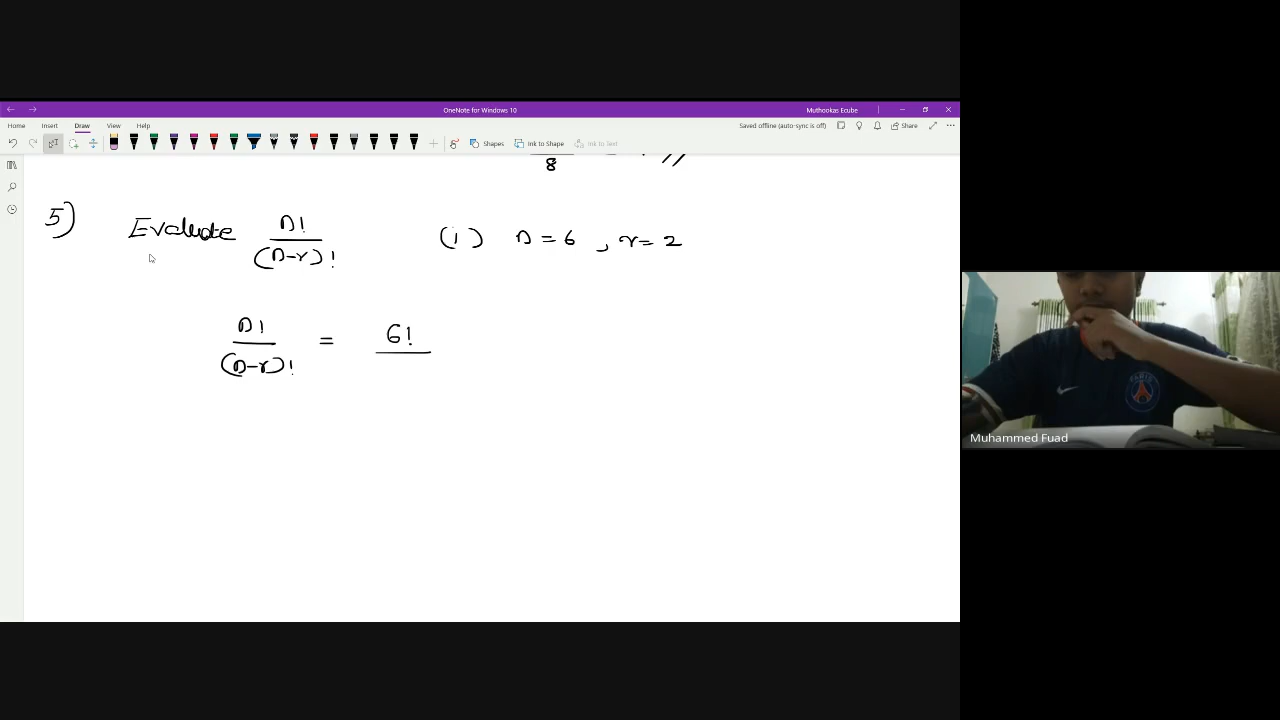 OneNote for Windows 10
Muthookas Ecube
Home Insert Draw View Help
Saved offline (auto-sync is off) Share
Shapes Ink to Shape Ink to Text
8
5) Evaluate n!/(n-r)! (i) n = 6 , r = 2
n!/(n-r)! = 6!
PARIS
Muhammed Fuad